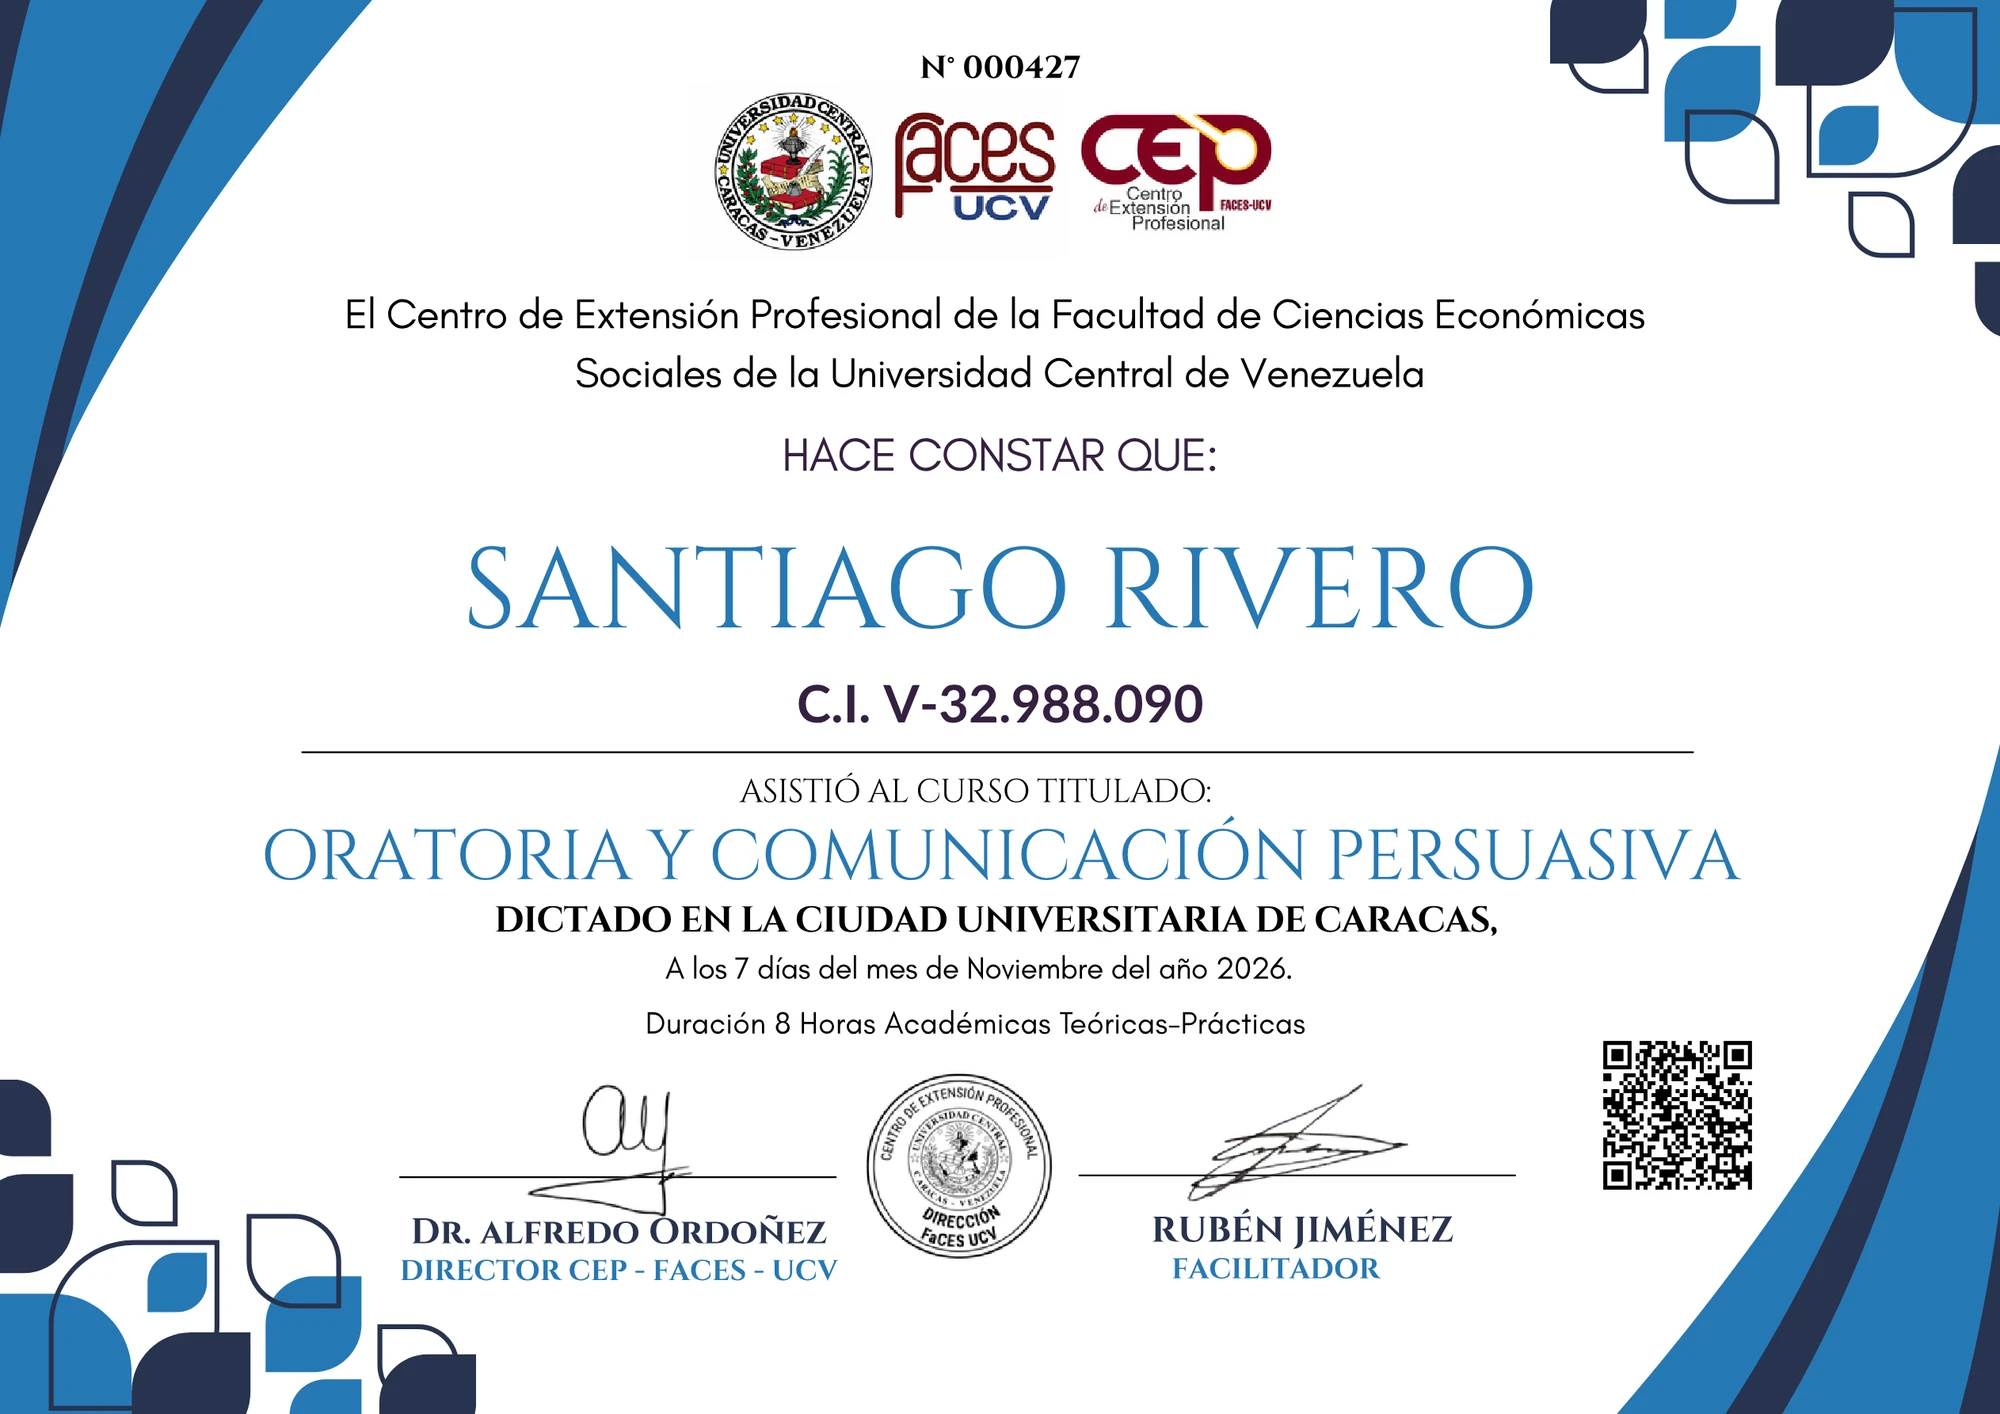 N° 000427
UNIVERSIDAD CENTRAL
CARACAS - VENEZUELA
faces
UCV
CEP
Centro
de Extensión
Profesional
FACES-UCV
El Centro de Extensión Profesional de la Facultad de Ciencias Económicas
Sociales de la Universidad Central de Venezuela
HACE CONSTAR QUE:
SANTIAGO RIVERO
C.I. V-32.988.090
ASISTIÓ AL CURSO TITULADO:
ORATORIA Y COMUNICACIÓN PERSUASIVA
DICTADO EN LA CIUDAD UNIVERSITARIA DE CARACAS,
A los 7 días del mes de Noviembre del año 2026.
Duración 8 Horas Académicas Teóricas-Prácticas
CENTRO DE EXTENSIÓN PROFESIONAL
UNIVERSIDAD CENTRAL
CARACAS - VENEZUELA
DIRECCIÓN
FaCES UCV
DR. ALFREDO ORDOÑEZ
DIRECTOR CEP - FACES - UCV
RUBÉN JIMÉNEZ
FACILITADOR